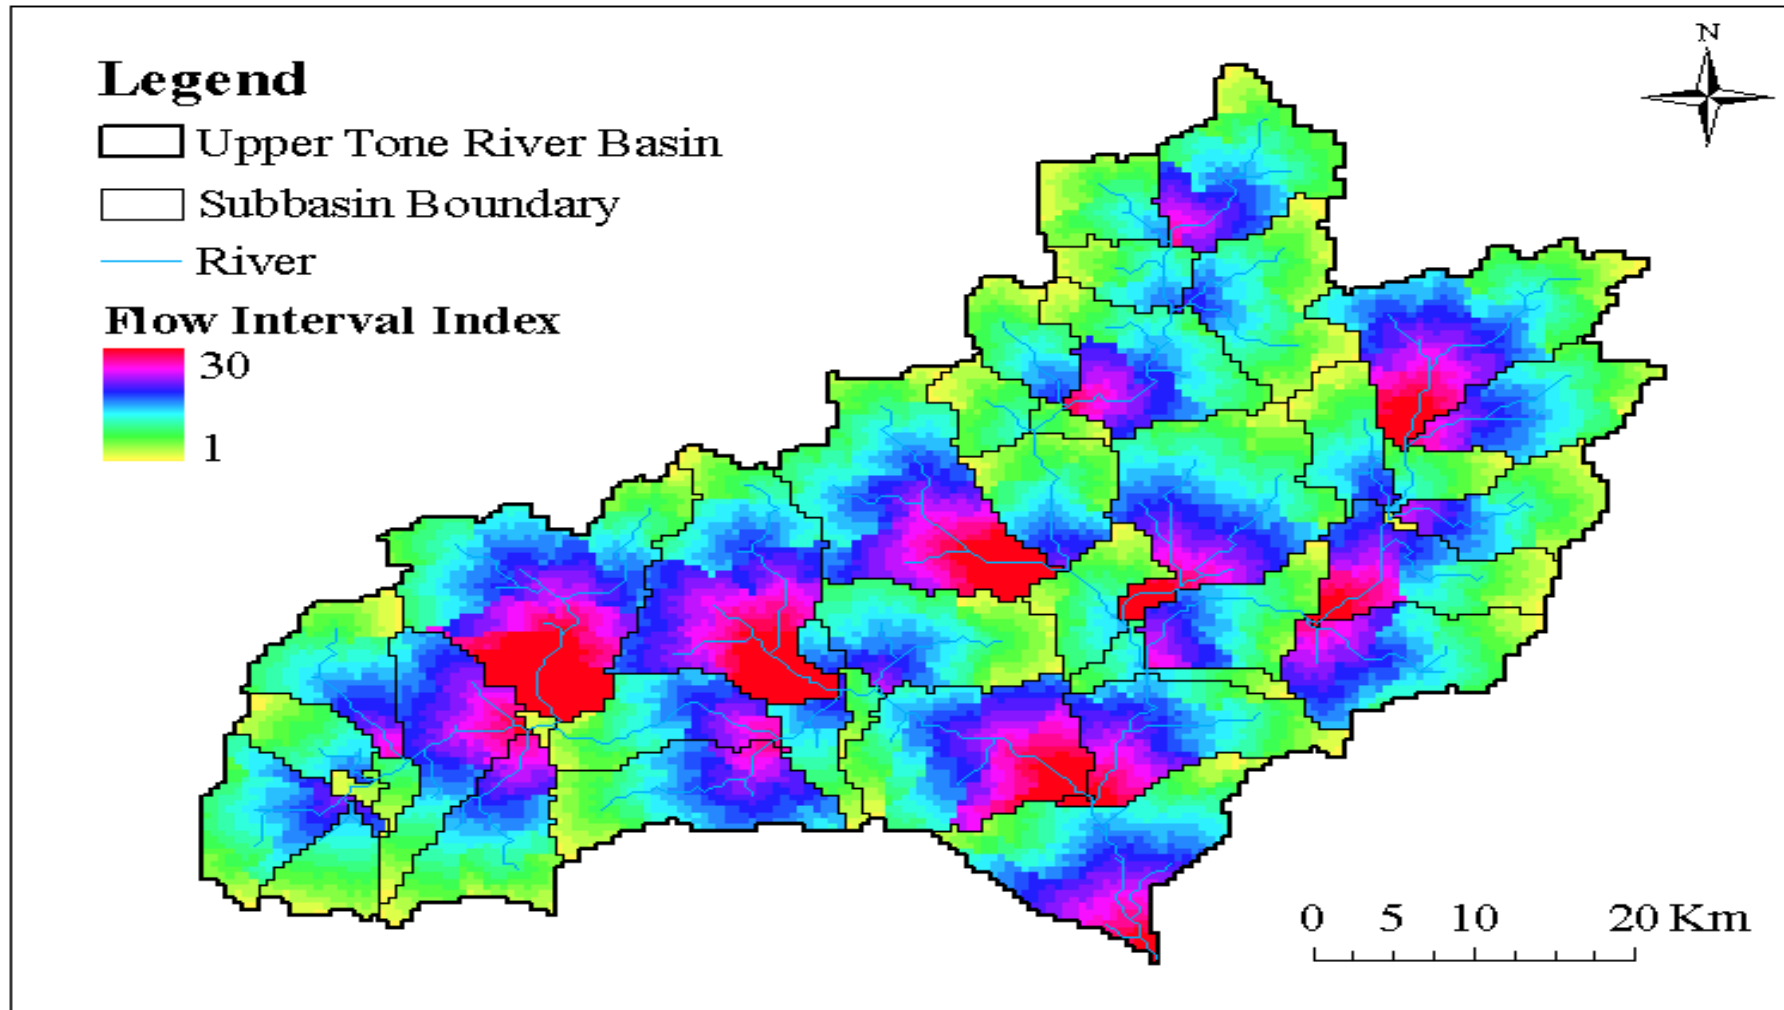 N
Legend
Upper Tone River Basin
Subbasin Boundary
River
Flow Interval Index
30
1
0 5 10 20 Km